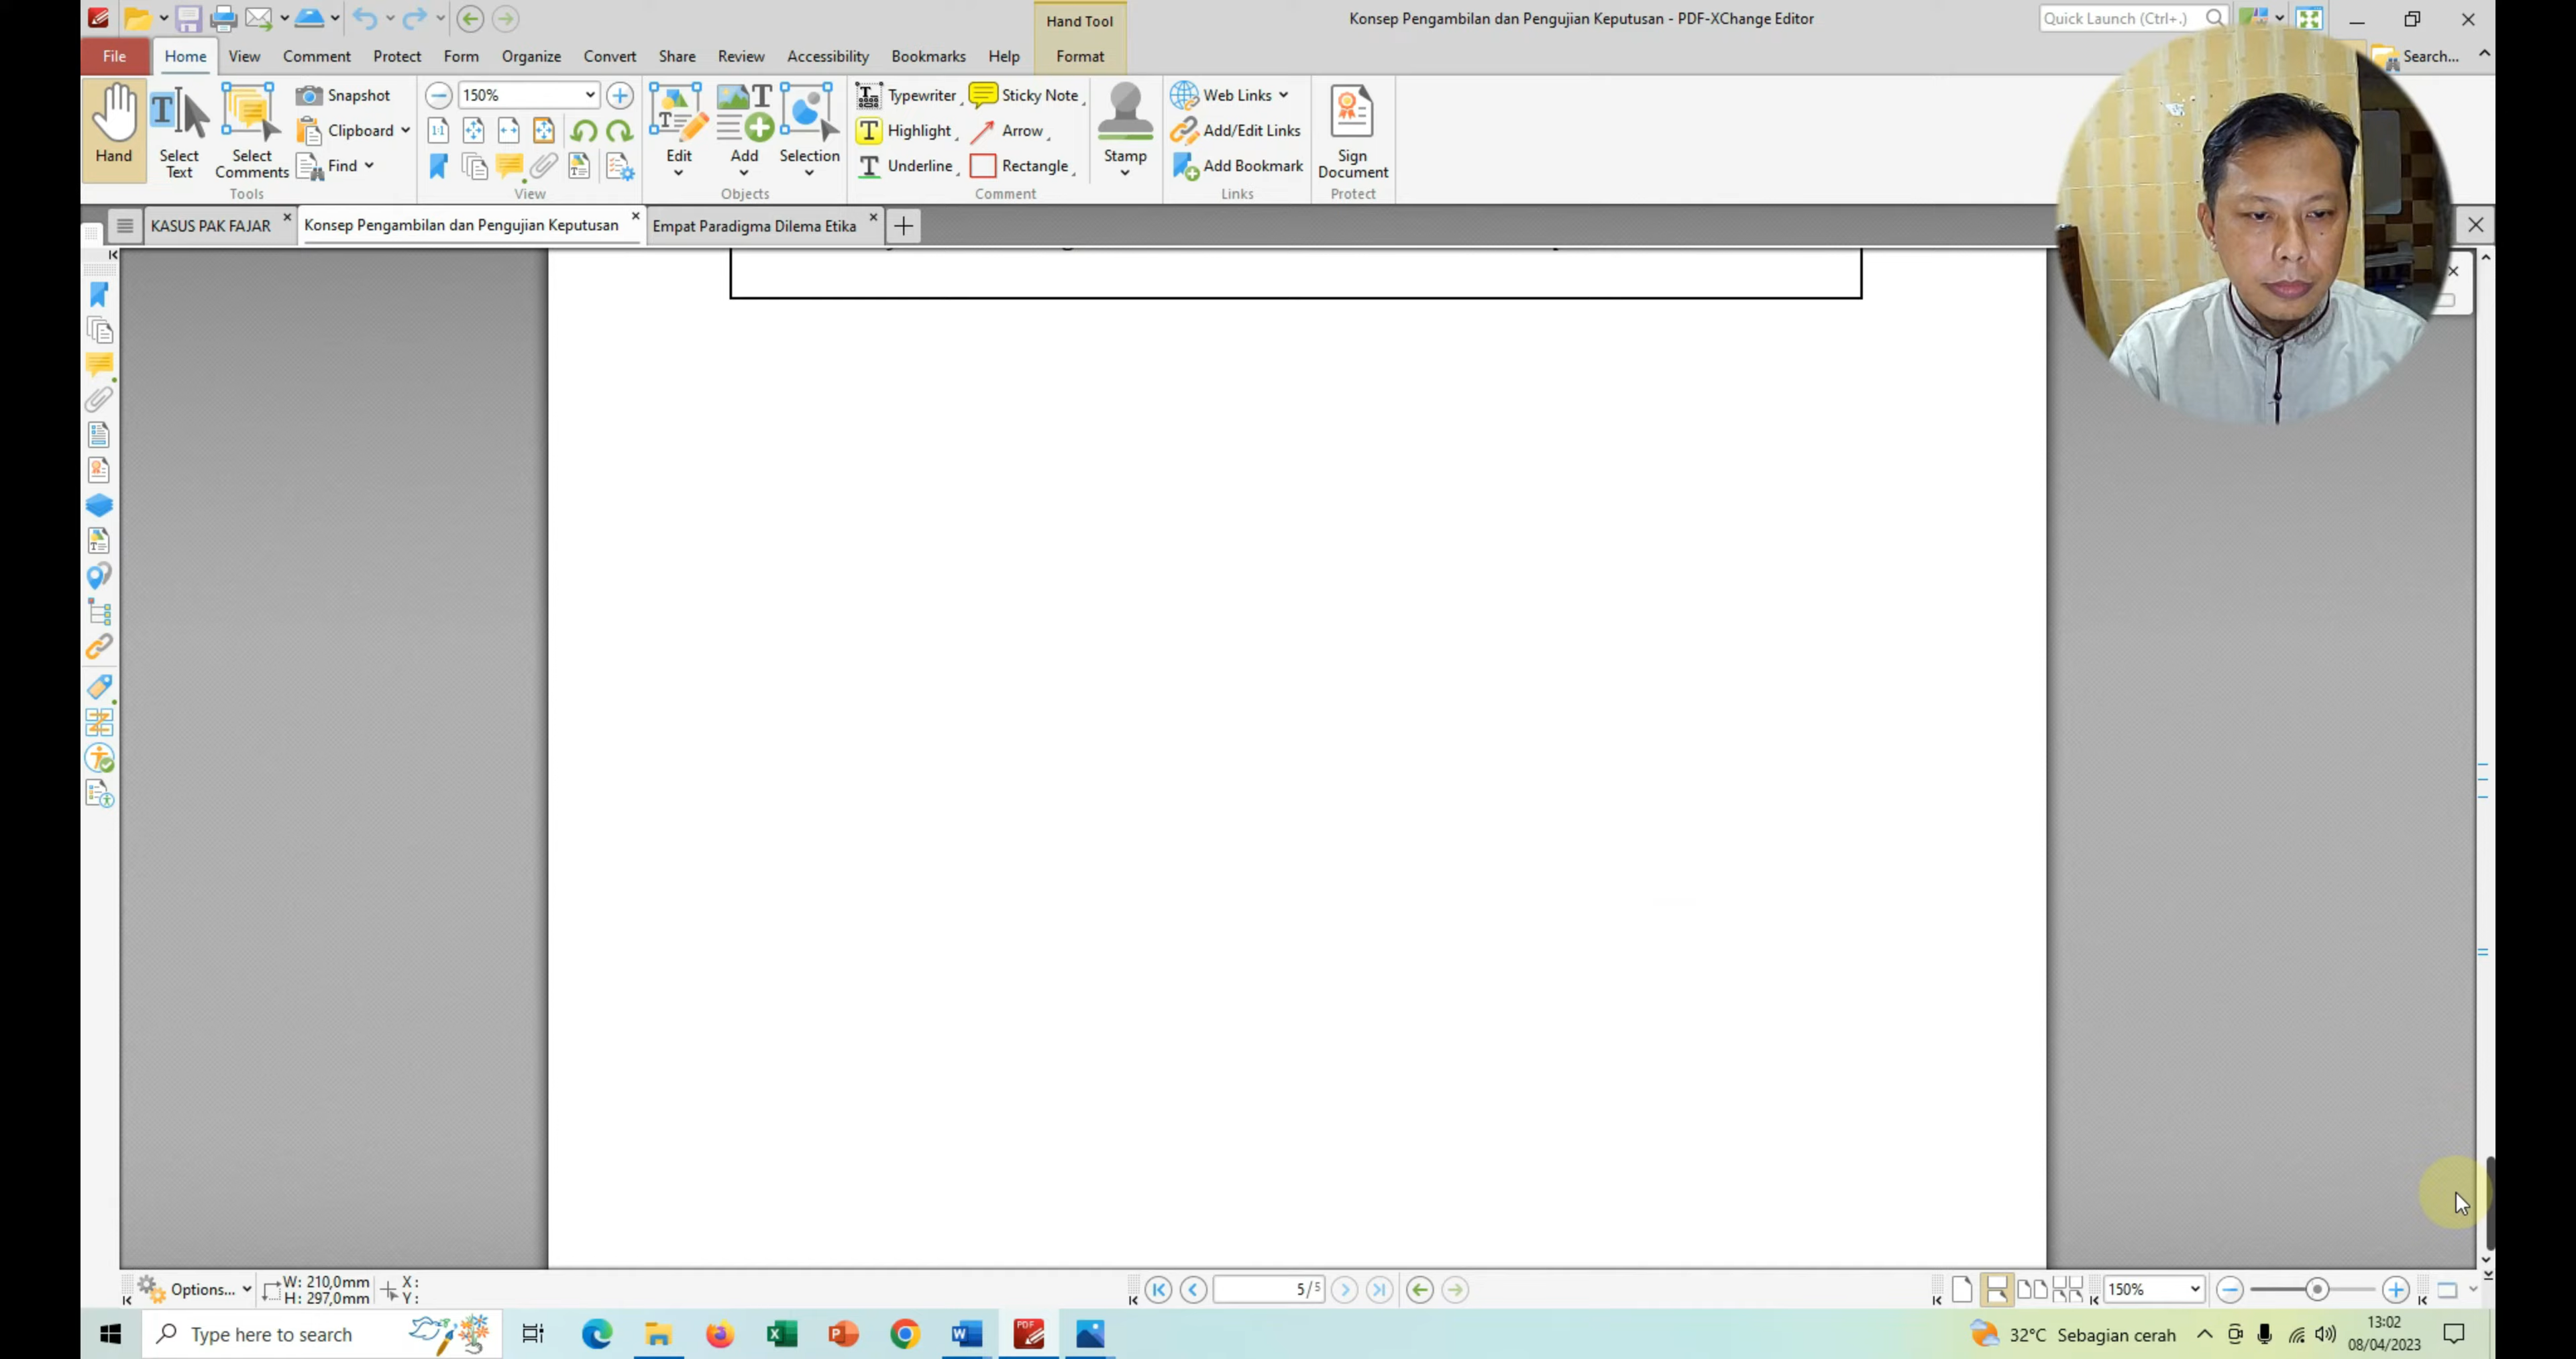 Hand Tool
Konsep Pengambilan dan Pengujian Keputusan - PDF-XChange Editor
Quick Launch (Ctrl+.)
File
Home
View
Comment
Protect
Form
Organize
Convert
Share
Review
Accessibility
Bookmarks
Help
Format
Search...
Hand
Select Text
Select Comments
Snapshot
Clipboard
Find
Tools
150%
View
Edit
Add
Selection
Objects
Typewriter
Sticky Note
Highlight
Arrow
Underline
Rectangle
Stamp
Comment
Web Links
Add/Edit Links
Add Bookmark
Links
Sign Document
Protect
KASUS PAK FAJAR
Konsep Pengambilan dan Pengujian Keputusan
Empat Paradigma Dilema Etika
Options...
W: 210,0mm
H: 297,0mm
X:
Y:
5/5
150%
Type here to search
32°C Sebagian cerah
13:02
08/04/2023